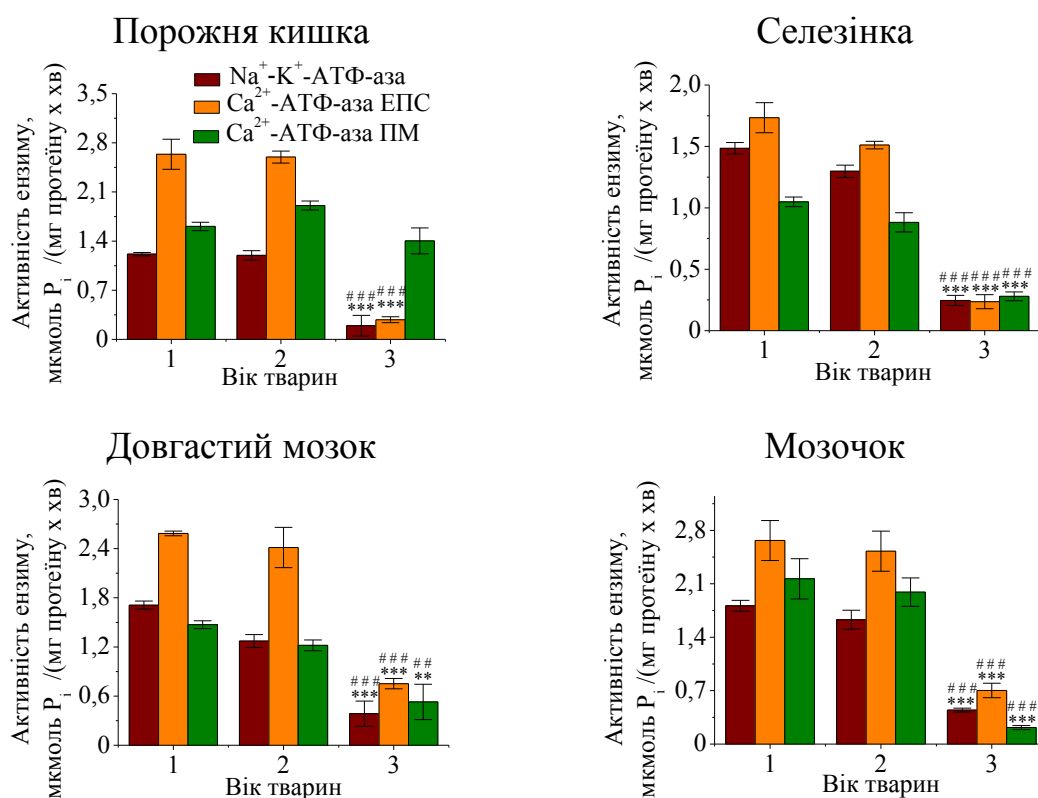 Порожня кишка
Na⁺-K⁺-АТФ-аза
Ca²⁺-АТФ-аза ЕПС
Ca²⁺-АТФ-аза ПМ
Активність ензиму,
мкмоль Pᵢ /(мг протеїну х хв)
3,5
2,8
2,1
1,4
0,7
0
###
***
###
***
1 2 3
Вік тварин
Селезінка
Активність ензиму,
мкмоль Pᵢ /(мг протеїну х хв)
2,0
1,5
1,0
0,5
0
### ### ###
*** *** ***
1 2 3
Вік тварин
Довгастий мозок
Активність ензиму,
мкмоль Pᵢ /(мг протеїну х хв)
3,0
2,4
1,8
1,2
0,6
0
###
***
###
***
##
**
1 2 3
Вік тварин
Мозочок
Активність ензиму,
мкмоль Pᵢ /(мг протеїну х хв)
2,8
2,1
1,4
0,7
0
###
***
###
***
###
***
1 2 3
Вік тварин